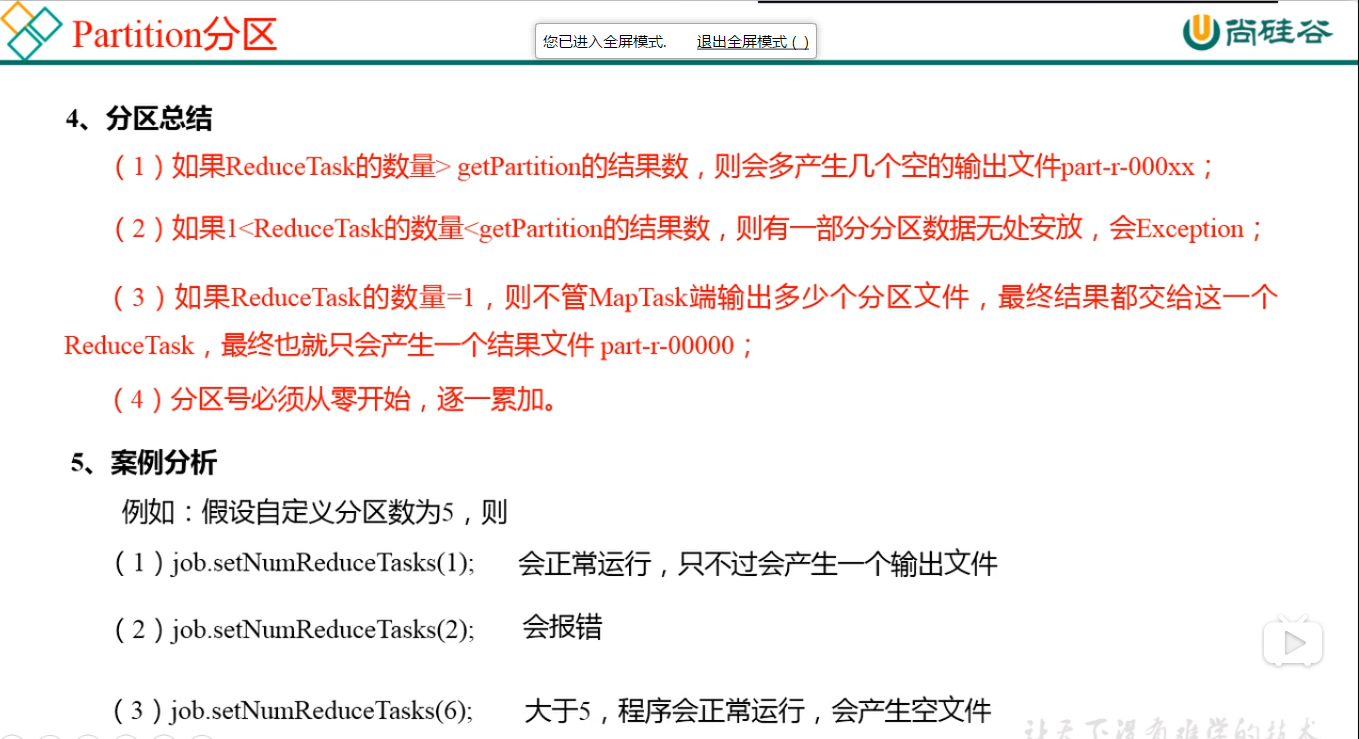 Partition分区
您已进入全屏模式. 退出全屏模式 ( )
尚硅谷
4、分区总结
（1）如果ReduceTask的数量> getPartition的结果数，则会多产生几个空的输出文件part-r-000xx；
（2）如果1<ReduceTask的数量<getPartition的结果数，则有一部分分区数据无处安放，会Exception；
（3）如果ReduceTask的数量=1，则不管MapTask端输出多少个分区文件，最终结果都交给这一个
ReduceTask，最终也就只会产生一个结果文件 part-r-00000；
（4）分区号必须从零开始，逐一累加。
5、案例分析
例如：假设自定义分区数为5，则
（1）job.setNumReduceTasks(1); 会正常运行，只不过会产生一个输出文件
（2）job.setNumReduceTasks(2); 会报错
（3）job.setNumReduceTasks(6); 大于5，程序会正常运行，会产生空文件
让天下没有难学的技术